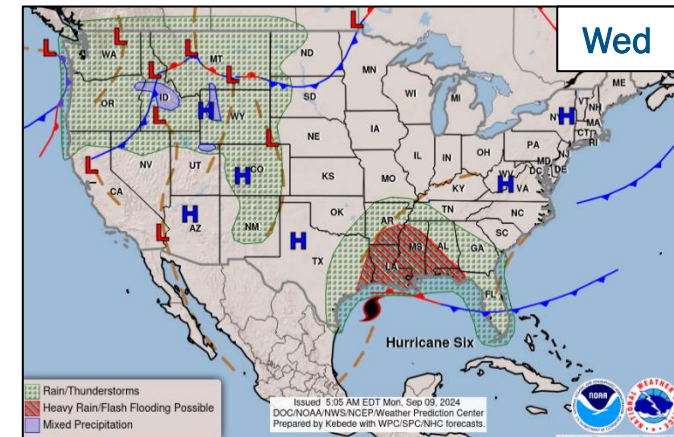 Wed
L
L
WA
L
MT
ND
MN
ME
L
L
L
OR
ID
H
WY
SD
WI
MI
VT
NH
NY
H
MA
CT
RI
L
L
NE
IA
PA
NJ
L
NV
UT
H
CO
IL
IN
OH
MD
DE
DC
CA
KS
MO
WV
H
VA
KY
H
AZ
NM
OK
AR
TN
NC
L
H
TX
SC
MS
AL
GA
LA
FL
Hurricane Six
Rain/Thunderstorms
Heavy Rain/Flash Flooding Possible
Mixed Precipitation
Issued 5:05 AM EDT Mon, Sep 09, 2024
DOC/NOAA/NWS/NCEP/Weather Prediction Center
Prepared by Kebede with WPC/SPC/NHC forecasts.
NOAA